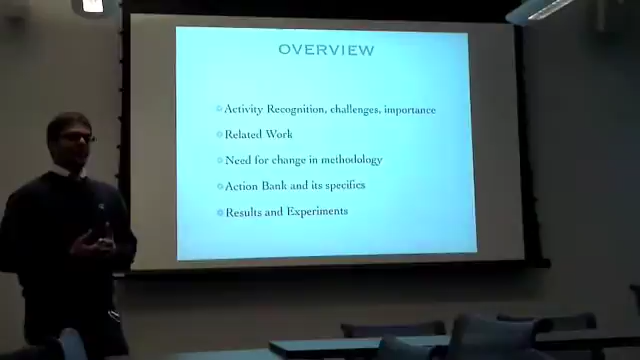 OVERVIEW
Activity Recognition, challenges, importance
Related Work
Need for change in methodology
Action Bank and its specifics
Results and Experiments